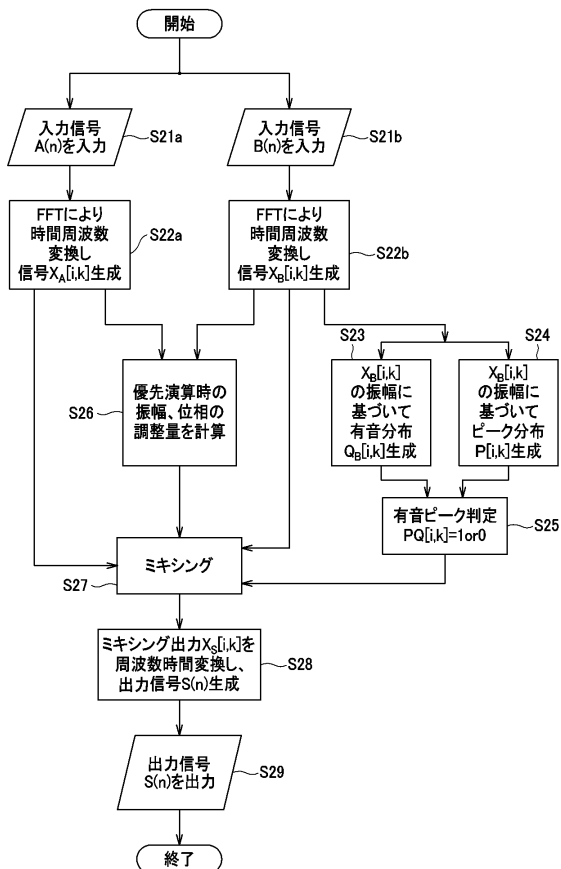 開始
入力信号
A(n)を入力
S21a
入力信号
B(n)を入力
S21b
FFTにより
時間周波数
変換し
信号XA[i,k]生成
S22a
FFTにより
時間周波数
変換し
信号XB[i,k]生成
S22b
S23
S24
S26
優先演算時の
振幅、位相の
調整量を計算
XB[i,k]
の振幅に
基づいて
有音分布
QB[i,k]生成
XB[i,k]
の振幅に
基づいて
ピーク分布
P[i,k]生成
有音ピーク判定
PQ[i,k]=1or0
S25
ミキシング
S27
ミキシング出力XS[i,k]を
周波数時間変換し、
出力信号S(n)生成
S28
出力信号
S(n)を出力
S29
終了